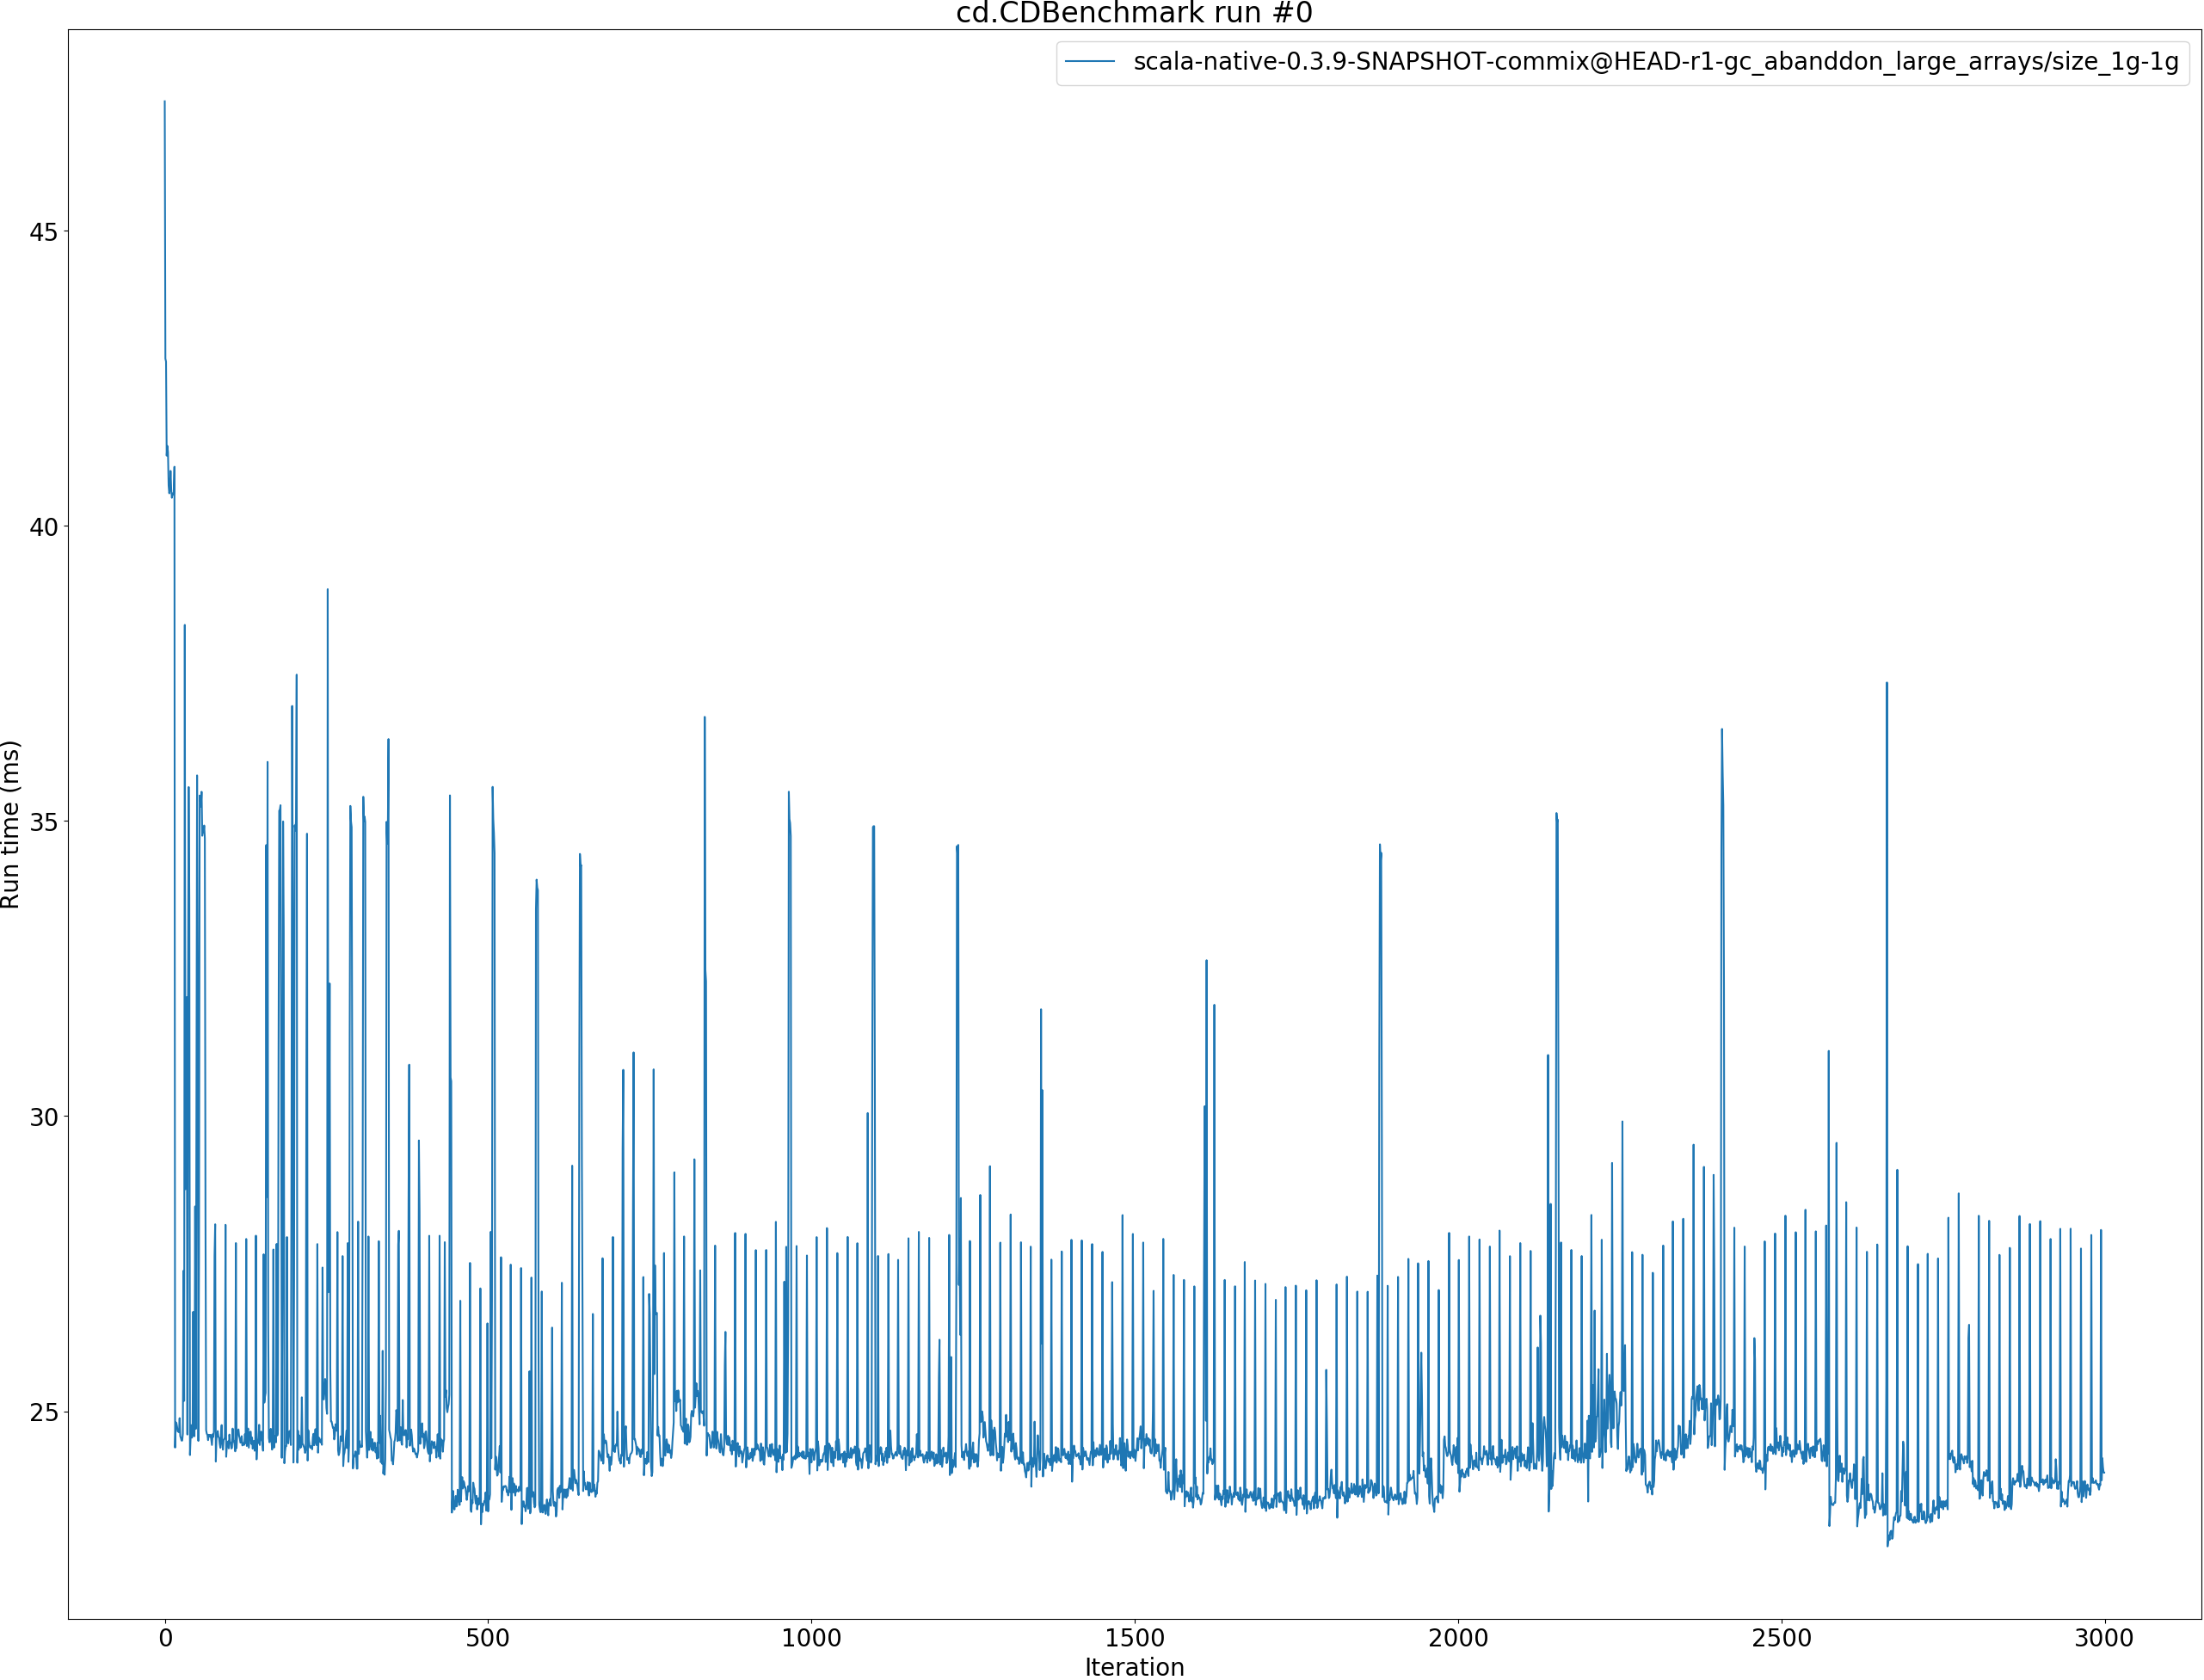 cd.CDBenchmark run #0
scala-native-0.3.9-SNAPSHOT-commix@HEAD-r1-gc_abanddon_large_arrays/size_1g-1g
45
40
35
30
25
Run time (ms)
0 500 1000 1500 2000 2500 3000
Iteration